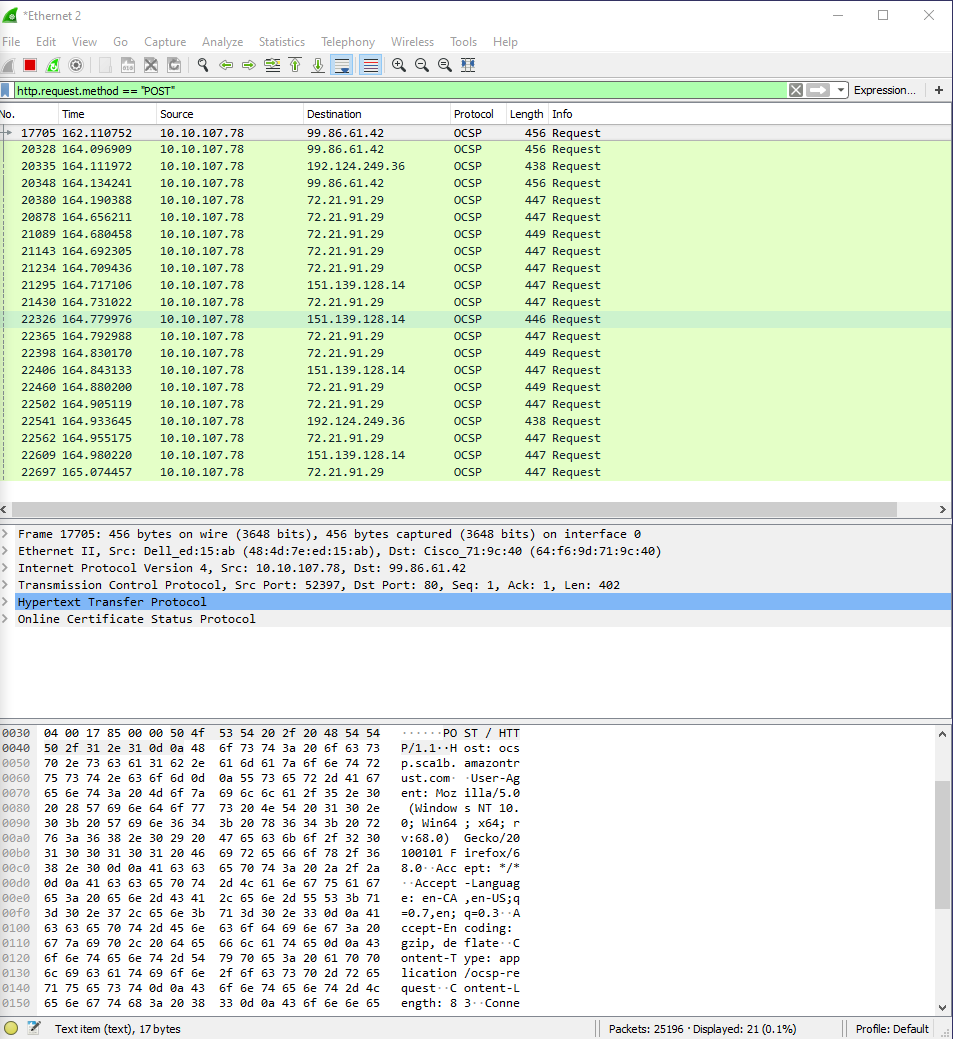 *Ethernet 2
File Edit View Go Capture Analyze Statistics Telephony Wireless Tools Help
http.request.method == "POST" Expression… +
No. Time Source Destination Protocol Length Info
17705 162.110752 10.10.107.78 99.86.61.42 OCSP 456 Request
20328 164.096909 10.10.107.78 99.86.61.42 OCSP 456 Request
20335 164.111972 10.10.107.78 192.124.249.36 OCSP 438 Request
20348 164.134241 10.10.107.78 99.86.61.42 OCSP 456 Request
20380 164.190388 10.10.107.78 72.21.91.29 OCSP 447 Request
20878 164.656211 10.10.107.78 72.21.91.29 OCSP 447 Request
21089 164.680458 10.10.107.78 72.21.91.29 OCSP 449 Request
21143 164.692305 10.10.107.78 72.21.91.29 OCSP 447 Request
21234 164.709436 10.10.107.78 72.21.91.29 OCSP 447 Request
21295 164.717106 10.10.107.78 151.139.128.14 OCSP 447 Request
21430 164.731022 10.10.107.78 72.21.91.29 OCSP 447 Request
22326 164.779976 10.10.107.78 151.139.128.14 OCSP 446 Request
22365 164.792988 10.10.107.78 72.21.91.29 OCSP 447 Request
22398 164.830170 10.10.107.78 72.21.91.29 OCSP 449 Request
22406 164.843133 10.10.107.78 151.139.128.14 OCSP 447 Request
22460 164.880200 10.10.107.78 72.21.91.29 OCSP 449 Request
22502 164.905119 10.10.107.78 72.21.91.29 OCSP 447 Request
22541 164.933645 10.10.107.78 192.124.249.36 OCSP 438 Request
22562 164.955175 10.10.107.78 72.21.91.29 OCSP 447 Request
22609 164.980220 10.10.107.78 151.139.128.14 OCSP 447 Request
22697 165.074457 10.10.107.78 72.21.91.29 OCSP 447 Request
Frame 17705: 456 bytes on wire (3648 bits), 456 bytes captured (3648 bits) on interface 0
Ethernet II, Src: Dell_ed:15:ab (48:4d:7e:ed:15:ab), Dst: Cisco_71:9c:40 (64:f6:9d:71:9c:40)
Internet Protocol Version 4, Src: 10.10.107.78, Dst: 99.86.61.42
Transmission Control Protocol, Src Port: 52397, Dst Port: 80, Seq: 1, Ack: 1, Len: 402
Hypertext Transfer Protocol
Online Certificate Status Protocol
0030 04 00 17 85 00 00 50 4f 53 54 20 2f 20 48 54 54 ······PO ST / HTT
0040 50 2f 31 2e 31 0d 0a 48 6f 73 74 3a 20 6f 63 73 P/1.1··H ost: ocs
0050 70 2e 73 63 61 31 62 2e 61 6d 61 7a 6f 6e 74 72 p.sca1b. amazontr
0060 75 73 74 2e 63 6f 6d 0d 0a 55 73 65 72 2d 41 67 ust.com· ·User-Ag
0070 65 6e 74 3a 20 4d 6f 7a 69 6c 6c 61 2f 35 2e 30 ent: Moz illa/5.0
0080 20 28 57 69 6e 64 6f 77 73 20 4e 54 20 31 30 2e (Window s NT 10.
0090 30 3b 20 57 69 6e 36 34 3b 20 78 36 34 3b 20 72 0; Win64 ; x64; r
00a0 76 3a 36 38 2e 30 29 20 47 65 63 6b 6f 2f 32 30 v:68.0) Gecko/20
00b0 31 30 30 31 30 31 20 46 69 72 65 66 6f 78 2f 36 100101 F irefox/6
00c0 38 2e 30 0d 0a 41 63 63 65 70 74 3a 20 2a 2f 2a 8.0··Acc ept: */*
00d0 0d 0a 41 63 63 65 70 74 2d 4c 61 6e 67 75 61 67 ··Accept -Languag
00e0 65 3a 20 65 6e 2d 43 41 2c 65 6e 2d 55 53 3b 71 e: en-CA ,en-US;q
00f0 3d 30 2e 37 2c 65 6e 3b 71 3d 30 2e 33 0d 0a 41 =0.7,en; q=0.3··A
0100 63 63 65 70 74 2d 45 6e 63 6f 64 69 6e 67 3a 20 ccept-En coding:
0110 67 7a 69 70 2c 20 64 65 66 6c 61 74 65 0d 0a 43 gzip, de flate··C
0120 6f 6e 74 65 6e 74 2d 54 79 70 65 3a 20 61 70 70 ontent-T ype: app
0130 6c 69 63 61 74 69 6f 6e 2f 6f 63 73 70 2d 72 65 lication /ocsp-re
0140 71 75 65 73 74 0d 0a 43 6f 6e 74 65 6e 74 2d 4c quest··C ontent-L
0150 65 6e 67 74 68 3a 20 38 33 0d 0a 43 6f 6e 6e 65 ength: 8 3··Conne
Text item (text), 17 bytes Packets: 25196 · Displayed: 21 (0.1%) Profile: Default